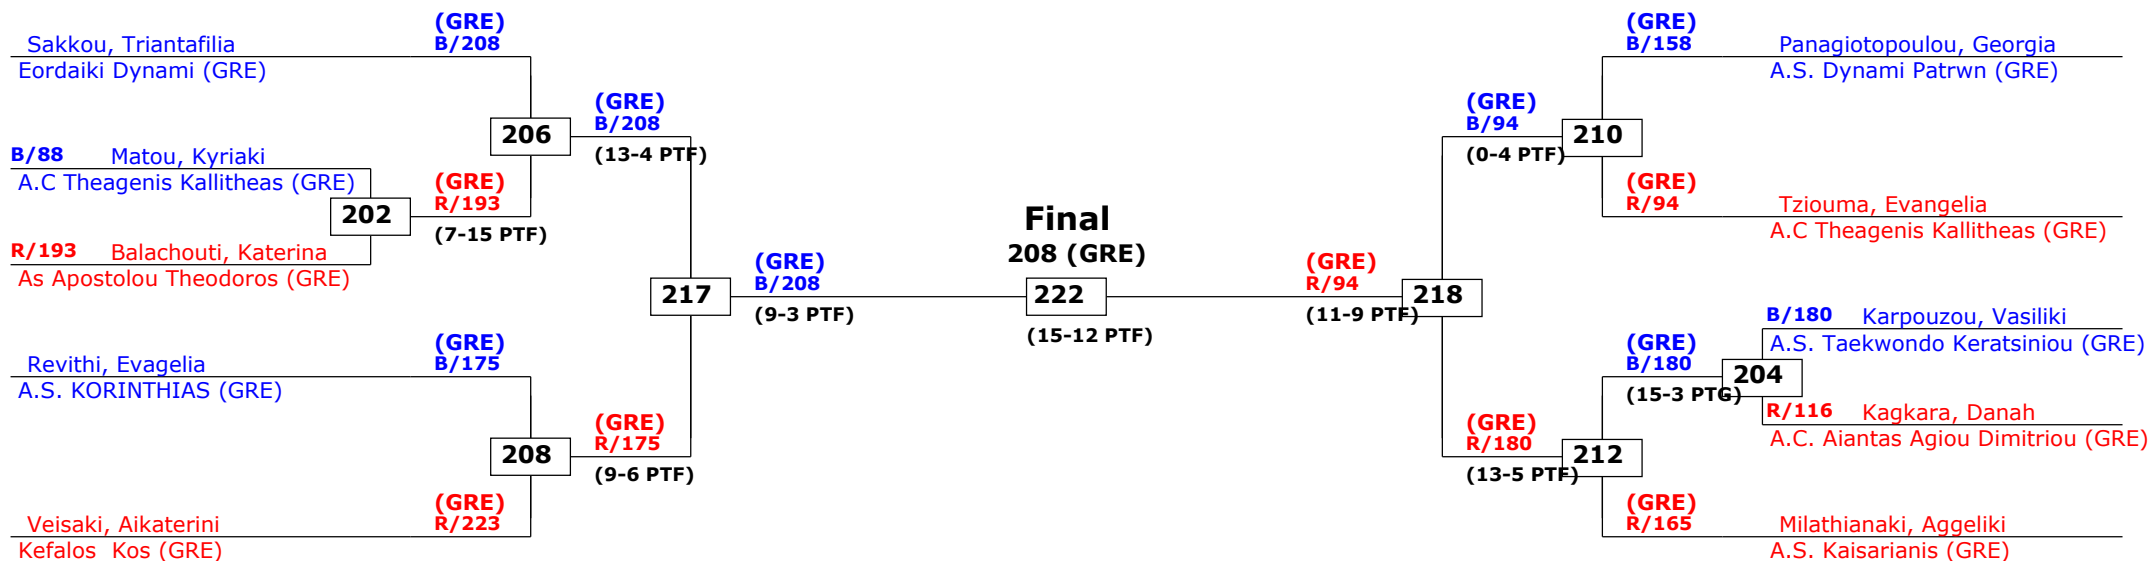 (GRE)
B/208
Sakkou, Triantafilia
Eordaiki Dynami (GRE)
206
(GRE)
B/208
(13-4 PTF)
B/88 Matou, Kyriaki
A.C Theagenis Kallitheas (GRE)
202
(GRE)
R/193
(7-15 PTF)
R/193 Balachouti, Katerina
As Apostolou Theodoros (GRE)
217
(GRE)
B/208
(9-3 PTF)
Revithi, Evagelia
A.S. KORINTHIAS (GRE)
(GRE)
B/175
208
(GRE)
R/175
(9-6 PTF)
Veisaki, Aikaterini
Kefalos Kos (GRE)
(GRE)
R/223
Final
208 (GRE)
222
(15-12 PTF)
(GRE)
R/94
(11-9 PTF)
218
(GRE)
B/94
(0-4 PTF)
210
(GRE)
B/158
Panagiotopoulou, Georgia
A.S. Dynami Patrwn (GRE)
(GRE)
R/94
Tziouma, Evangelia
A.C Theagenis Kallitheas (GRE)
B/180 Karpouzou, Vasiliki
A.S. Taekwondo Keratsiniou (GRE)
(GRE)
B/180
(15-3 PTG)
204
R/116 Kagkara, Danah
A.C. Aiantas Agiou Dimitriou (GRE)
(GRE)
R/180
(13-5 PTF)
212
(GRE)
R/165
Milathianaki, Aggeliki
A.S. Kaisarianis (GRE)